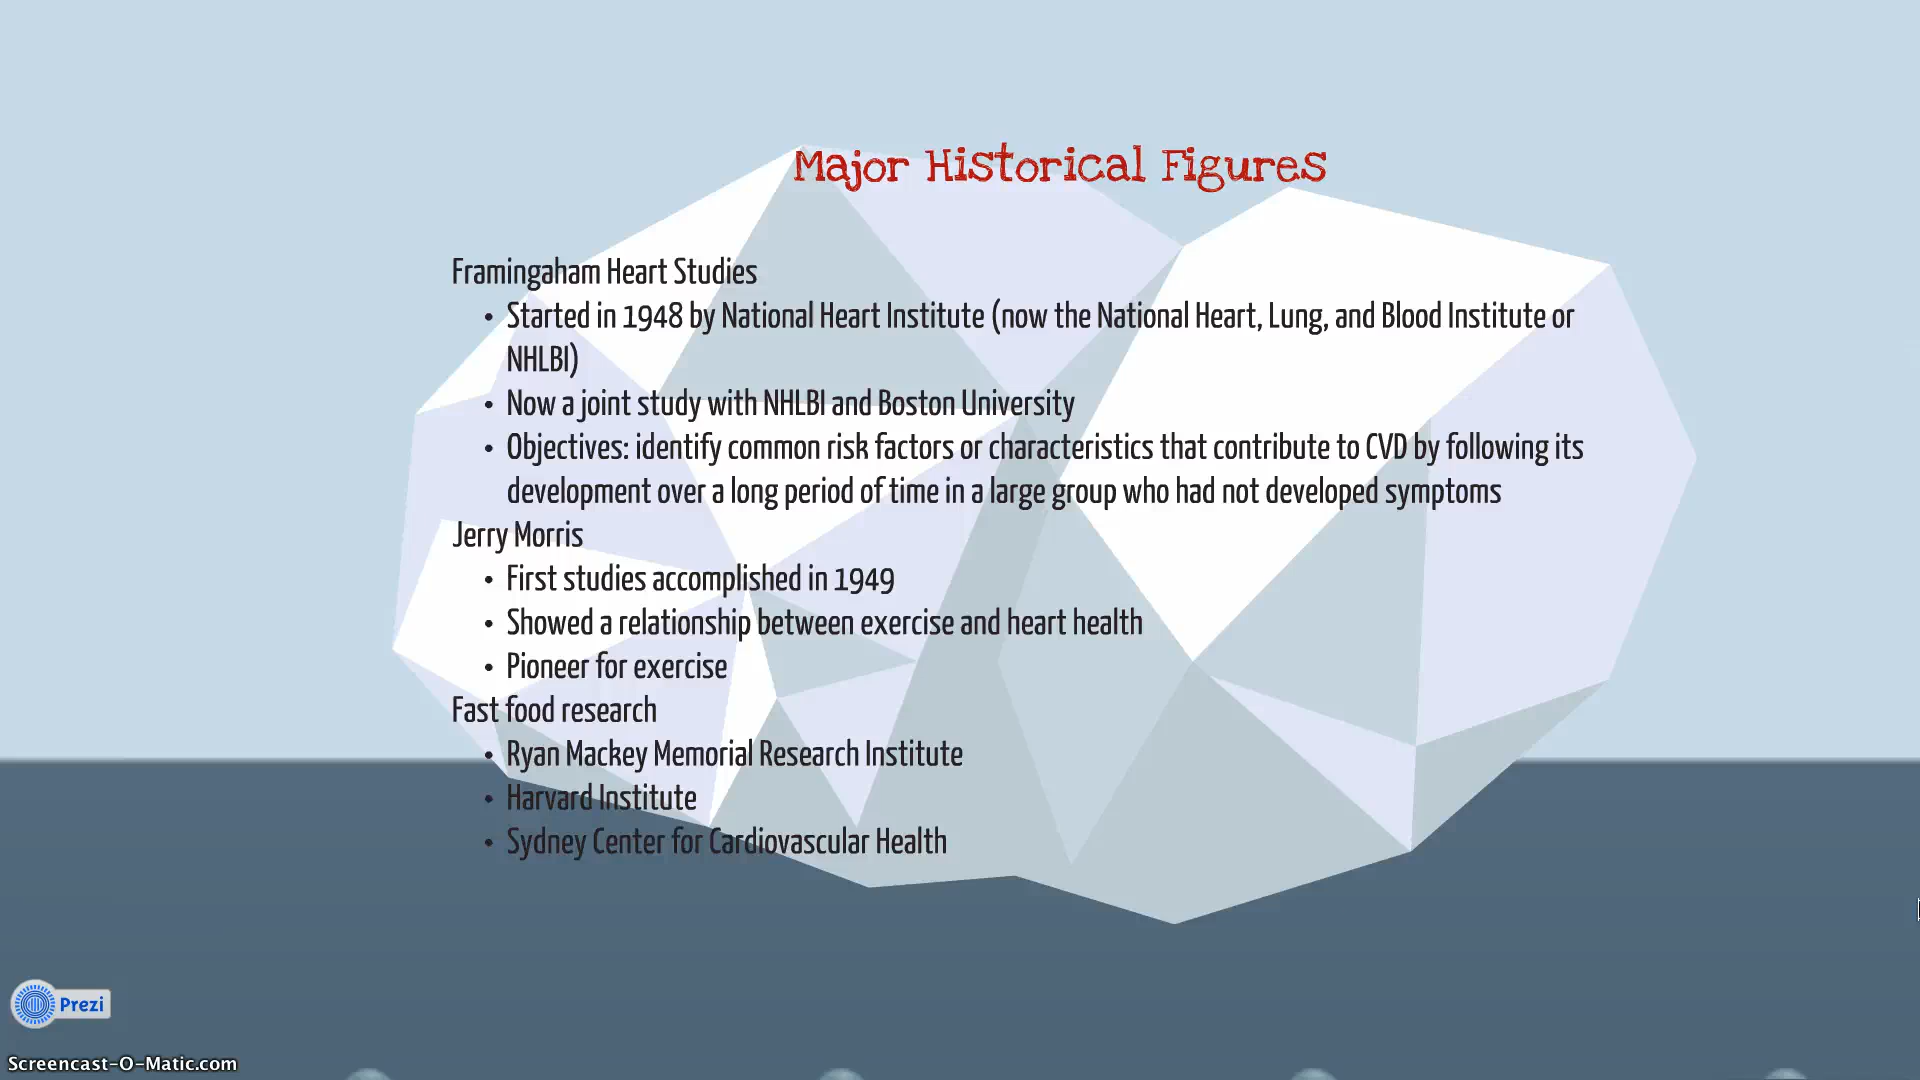 Major Historical Figures
Framingaham Heart Studies
• Started in 1948 by National Heart Institute (now the National Heart, Lung, and Blood Institute or
NHLBI)
• Now a joint study with NHLBI and Boston University
• Objectives: identify common risk factors or characteristics that contribute to CVD by following its
development over a long period of time in a large group who had not developed symptoms
Jerry Morris
• First studies accomplished in 1949
• Showed a relationship between exercise and heart health
• Pioneer for exercise
Fast food research
• Ryan Mackey Memorial Research Institute
• Harvard Institute
• Sydney Center for Cardiovascular Health
Prezi
Screencast-O-Matic.com